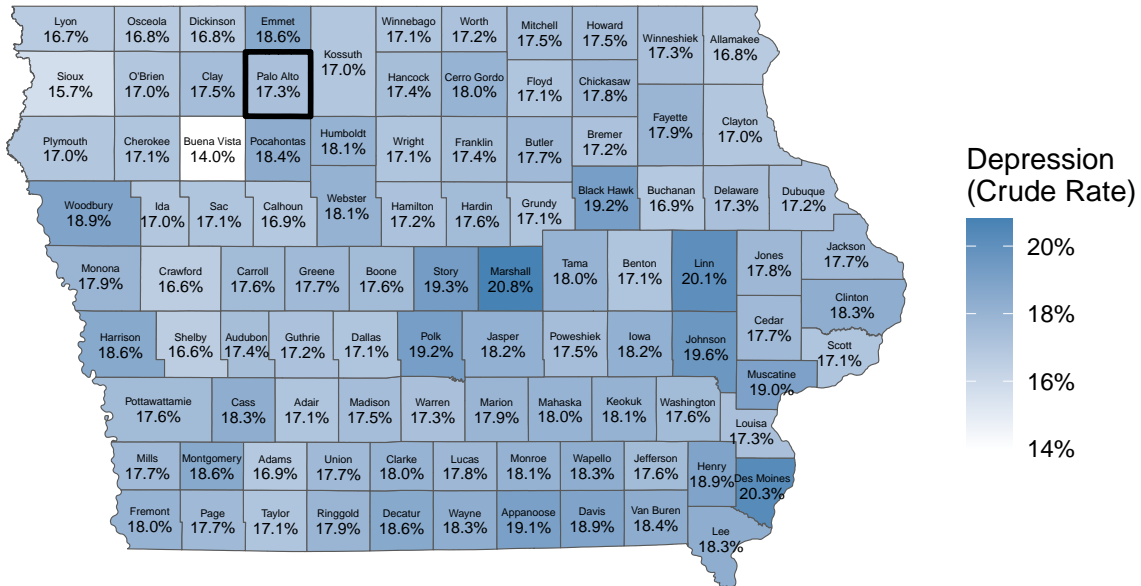 Lyon
16.7%
Osceola
16.8%
Dickinson
16.8%
Emmet
18.6%
Kossuth
17.0%
Winnebago
17.1%
Worth
17.2%
Mitchell
17.5%
Howard
17.5%
Winneshiek
17.3%
Allamakee
16.8%
Sioux
15.7%
O'Brien
17.0%
Clay
17.5%
Palo Alto
17.3%
Hancock
17.4%
Cerro Gordo
18.0%
Floyd
17.1%
Chickasaw
17.8%
Fayette
17.9%
Clayton
17.0%
Plymouth
17.0%
Cherokee
17.1%
Buena Vista
14.0%
Pocahontas
18.4%
Humboldt
18.1%
Wright
17.1%
Franklin
17.4%
Butler
17.7%
Bremer
17.2%
Woodbury
18.9%
Ida
17.0%
Sac
17.1%
Calhoun
16.9%
Webster
18.1%
Hamilton
17.2%
Hardin
17.6%
Grundy
17.1%
Black Hawk
19.2%
Buchanan
16.9%
Delaware
17.3%
Dubuque
17.2%
Monona
17.9%
Crawford
16.6%
Carroll
17.6%
Greene
17.7%
Boone
17.6%
Story
19.3%
Marshall
20.8%
Tama
18.0%
Benton
17.1%
Linn
20.1%
Jones
17.8%
Jackson
17.7%
Clinton
18.3%
Harrison
18.6%
Shelby
16.6%
Audubon
17.4%
Guthrie
17.2%
Dallas
17.1%
Polk
19.2%
Jasper
18.2%
Poweshiek
17.5%
Iowa
18.2%
Johnson
19.6%
Cedar
17.7%
Scott
17.1%
Muscatine
19.0%
Pottawattamie
17.6%
Cass
18.3%
Adair
17.1%
Madison
17.5%
Warren
17.3%
Marion
17.9%
Mahaska
18.0%
Keokuk
18.1%
Washington
17.6%
Louisa
17.3%
Mills
17.7%
Montgomery
18.6%
Adams
16.9%
Union
17.7%
Clarke
18.0%
Lucas
17.8%
Monroe
18.1%
Wapello
18.3%
Jefferson
17.6%
Henry
18.9%
Des Moines
20.3%
Fremont
18.0%
Page
17.7%
Taylor
17.1%
Ringgold
17.9%
Decatur
18.6%
Wayne
18.3%
Appanoose
19.1%
Davis
18.9%
Van Buren
18.4%
Lee
18.3%
Depression
(Crude Rate)
20%
18%
16%
14%